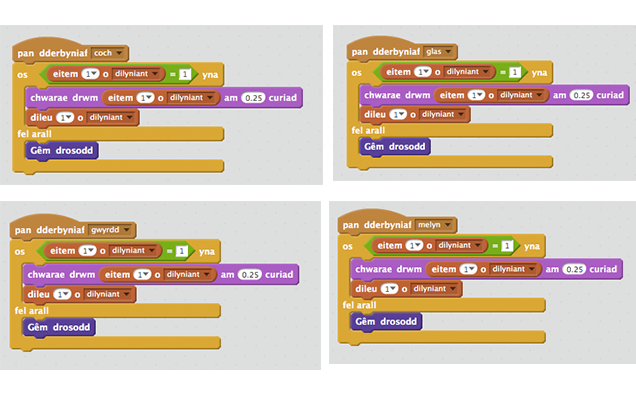 pan dderbyniaf coch
os eitem 1 o dilyniant = 1 yna
chwarae drwm eitem 1 o dilyniant am 0.25 curiad
dileu 1 o dilyniant
fel arall
Gêm drosodd
pan dderbyniaf glas
os eitem 1 o dilyniant = 1 yna
chwarae drwm eitem 1 o dilyniant am 0.25 curiad
dileu 1 o dilyniant
fel arall
Gêm drosodd
pan dderbyniaf gwyrdd
os eitem 1 o dilyniant = 1 yna
chwarae drwm eitem 1 o dilyniant am 0.25 curiad
dileu 1 o dilyniant
fel arall
Gêm drosodd
pan dderbyniaf melyn
os eitem 1 o dilyniant = 1 yna
chwarae drwm eitem 1 o dilyniant am 0.25 curiad
dileu 1 o dilyniant
fel arall
Gêm drosodd